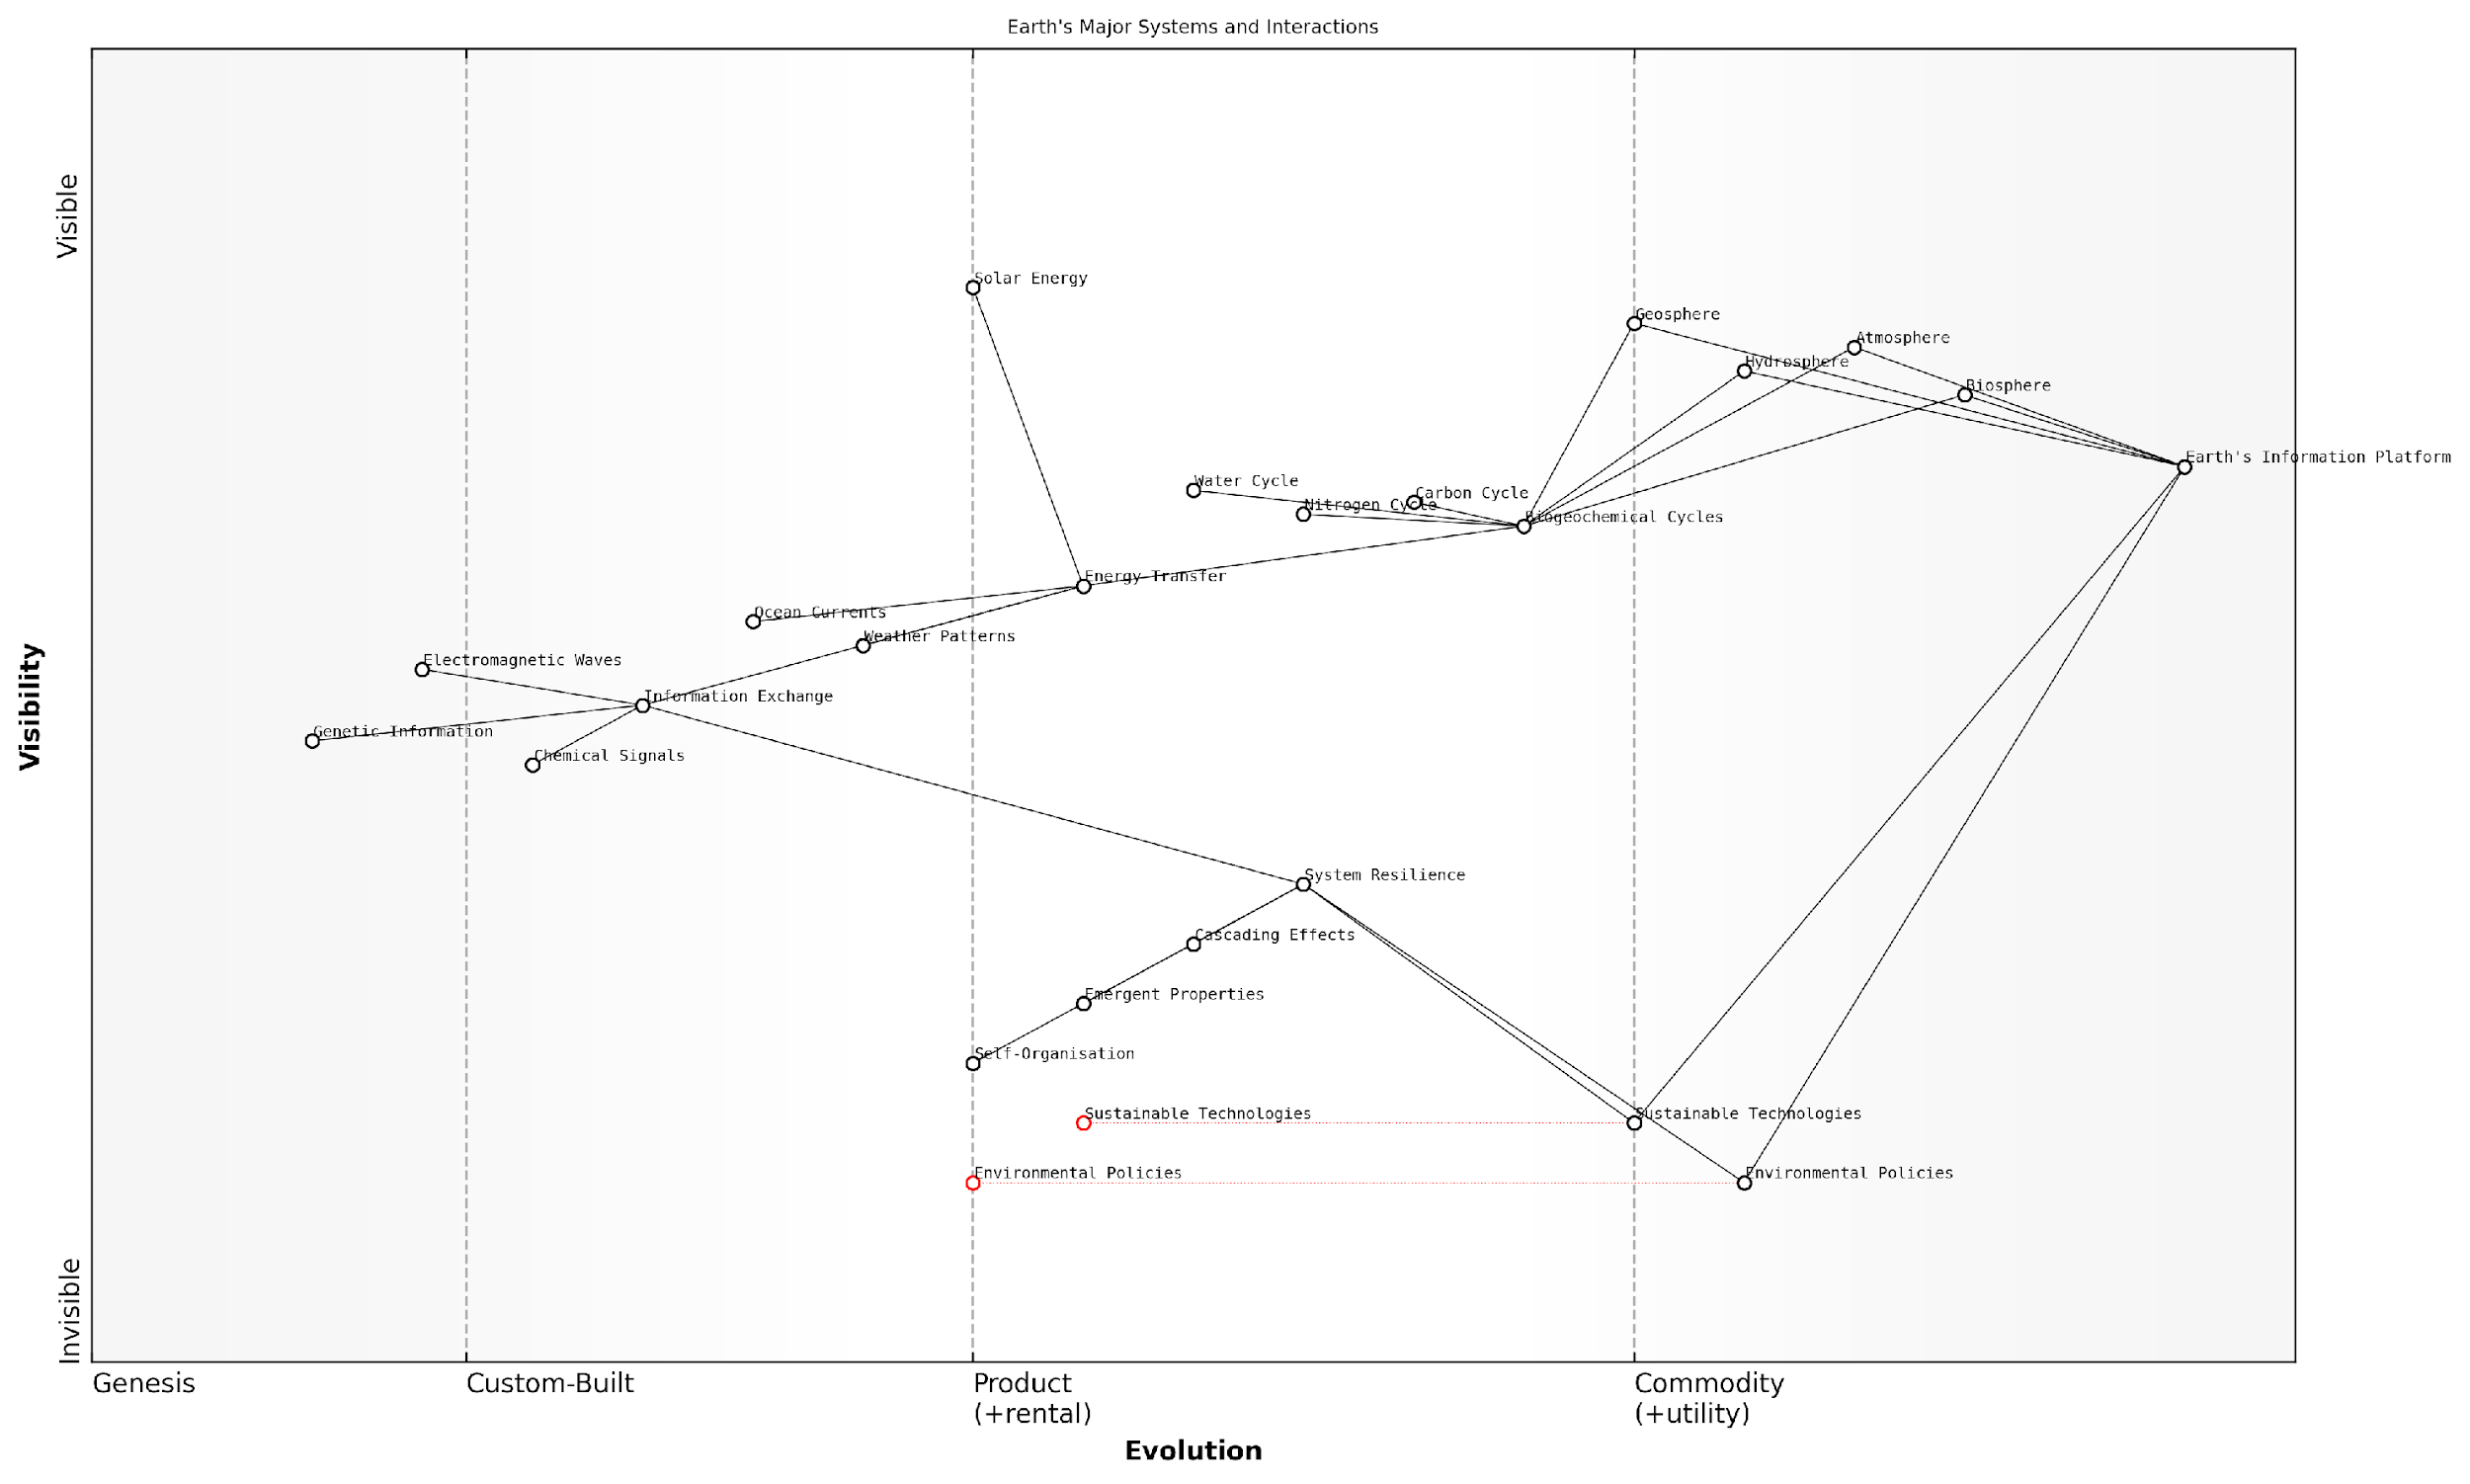 Earth's Major Systems and Interactions
Visible
Solar Energy
Geosphere
Atmosphere
Hydrosphere
Biosphere
Earth's Information Platform
Water Cycle
Carbon Cycle
Nitrogen Cycle
Biogeochemical Cycles
Energy Transfer
Ocean Currents
Weather Patterns
Electromagnetic Waves
Information Exchange
Genetic Information
Chemical Signals
Visibility
System Resilience
Cascading Effects
Emergent Properties
Self-Organisation
Sustainable Technologies
Sustainable Technologies
Environmental Policies
Environmental Policies
Invisible
Genesis
Custom-Built
Product
(+rental)
Commodity
(+utility)
Evolution